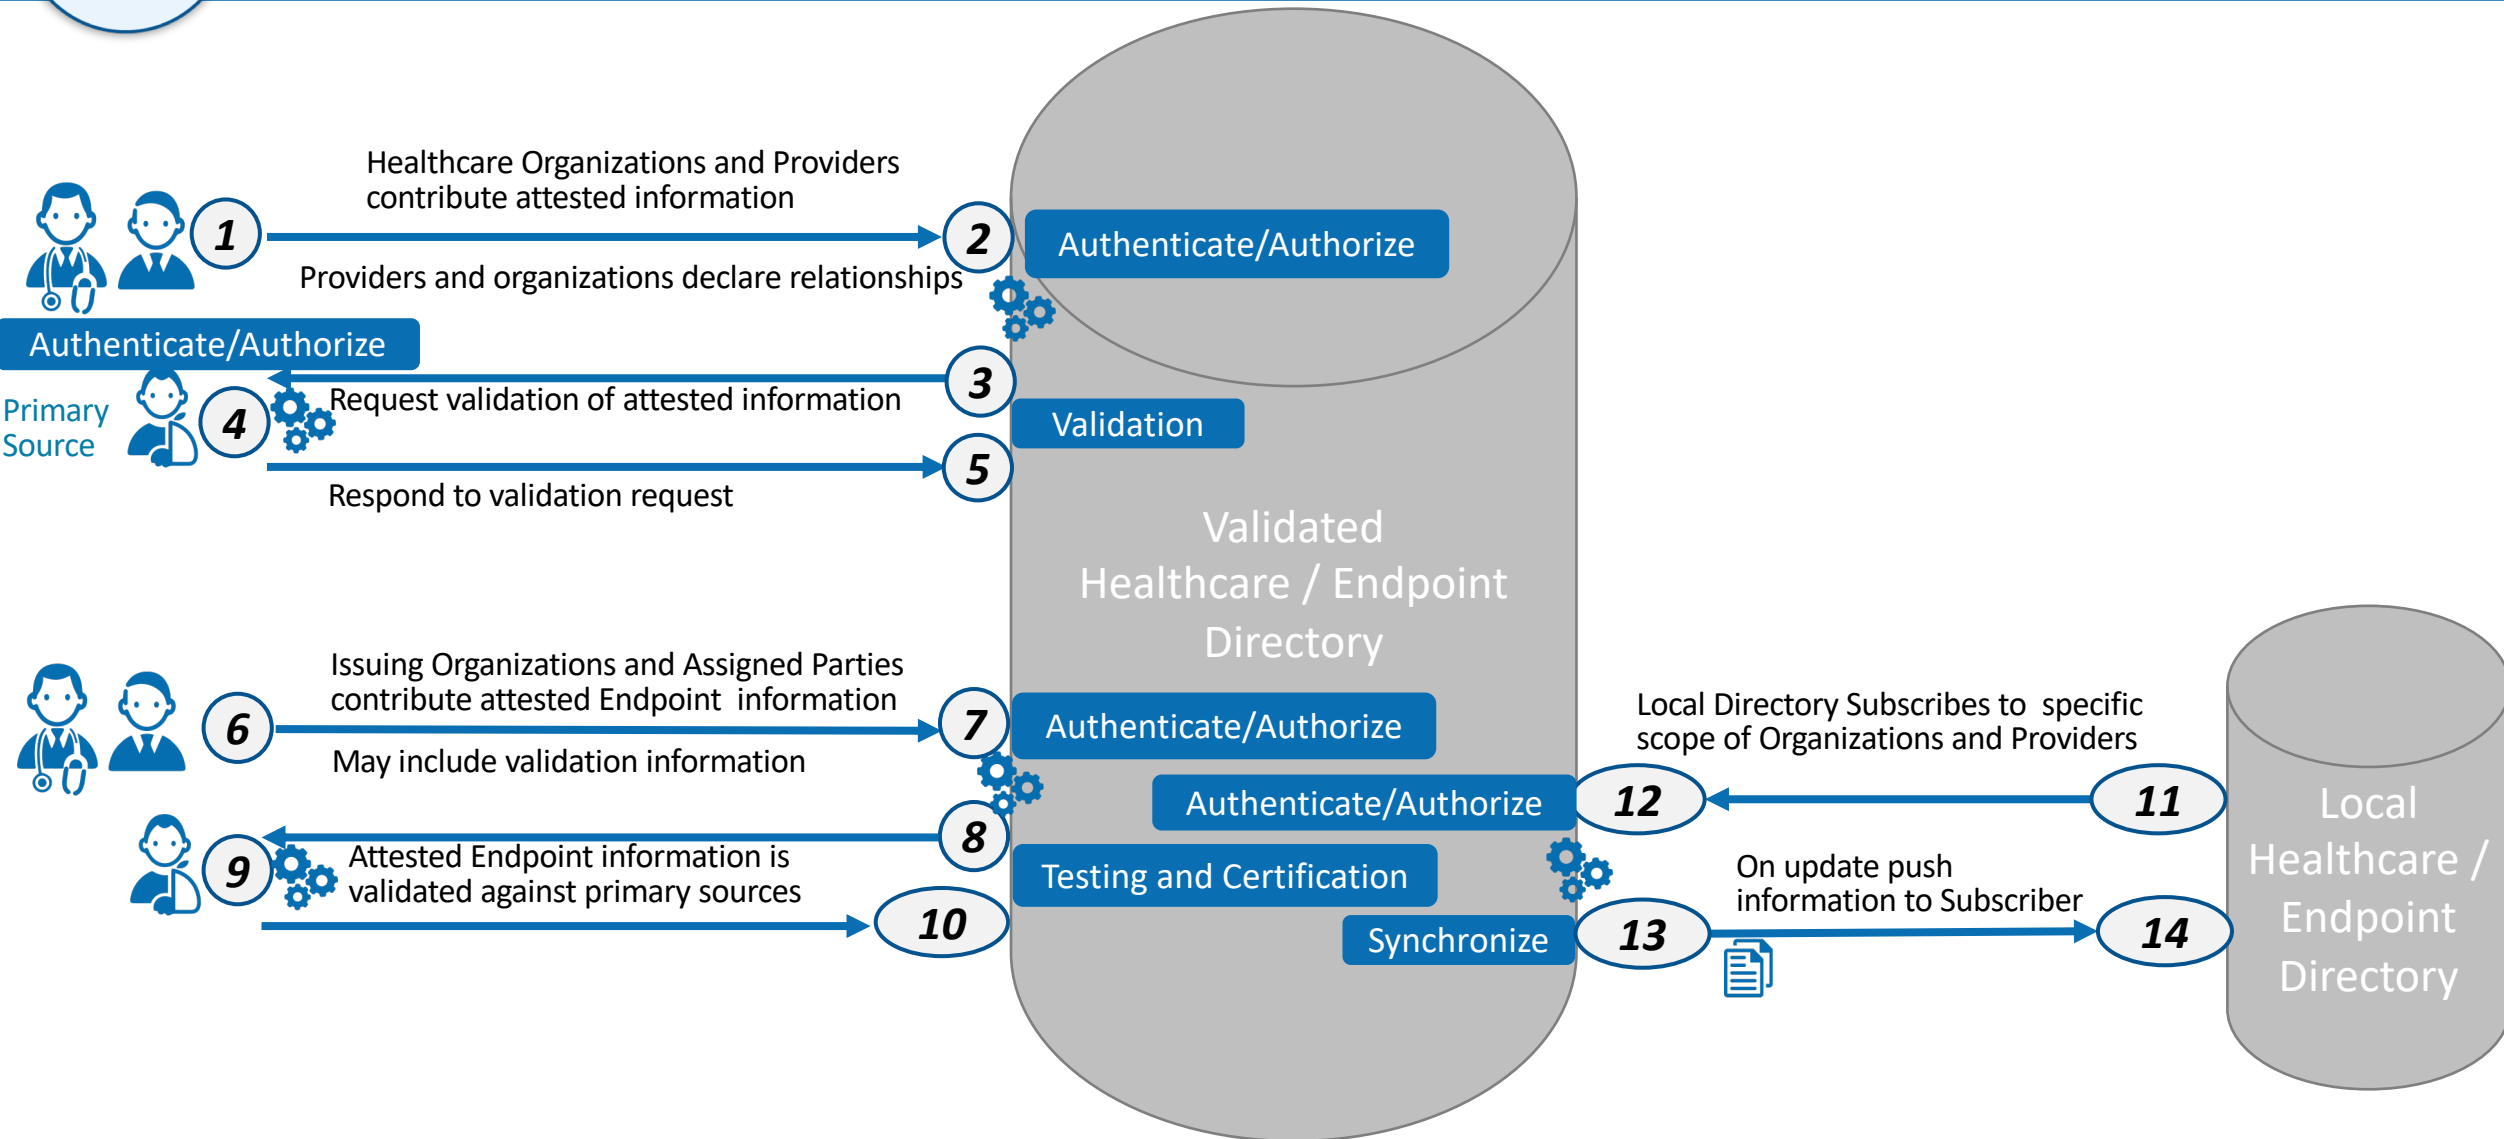 Healthcare Organizations and Providers
contribute attested information
1
2
Authenticate/Authorize
Providers and organizations declare relationships
Authenticate/Authorize
3
Request validation of attested information
Primary
Source
4
Validation
5
Respond to validation request
Validated
Healthcare / Endpoint
Directory
Issuing Organizations and Assigned Parties
contribute attested Endpoint  information
6
7
Authenticate/Authorize
May include validation information
8
Attested Endpoint information is
validated against primary sources
9
Testing and Certification
10
Local Directory Subscribes to  specific
scope of Organizations and Providers
Authenticate/Authorize
12
11
On update push
information to Subscriber
Synchronize
13
14
Local
Healthcare /
Endpoint
Directory